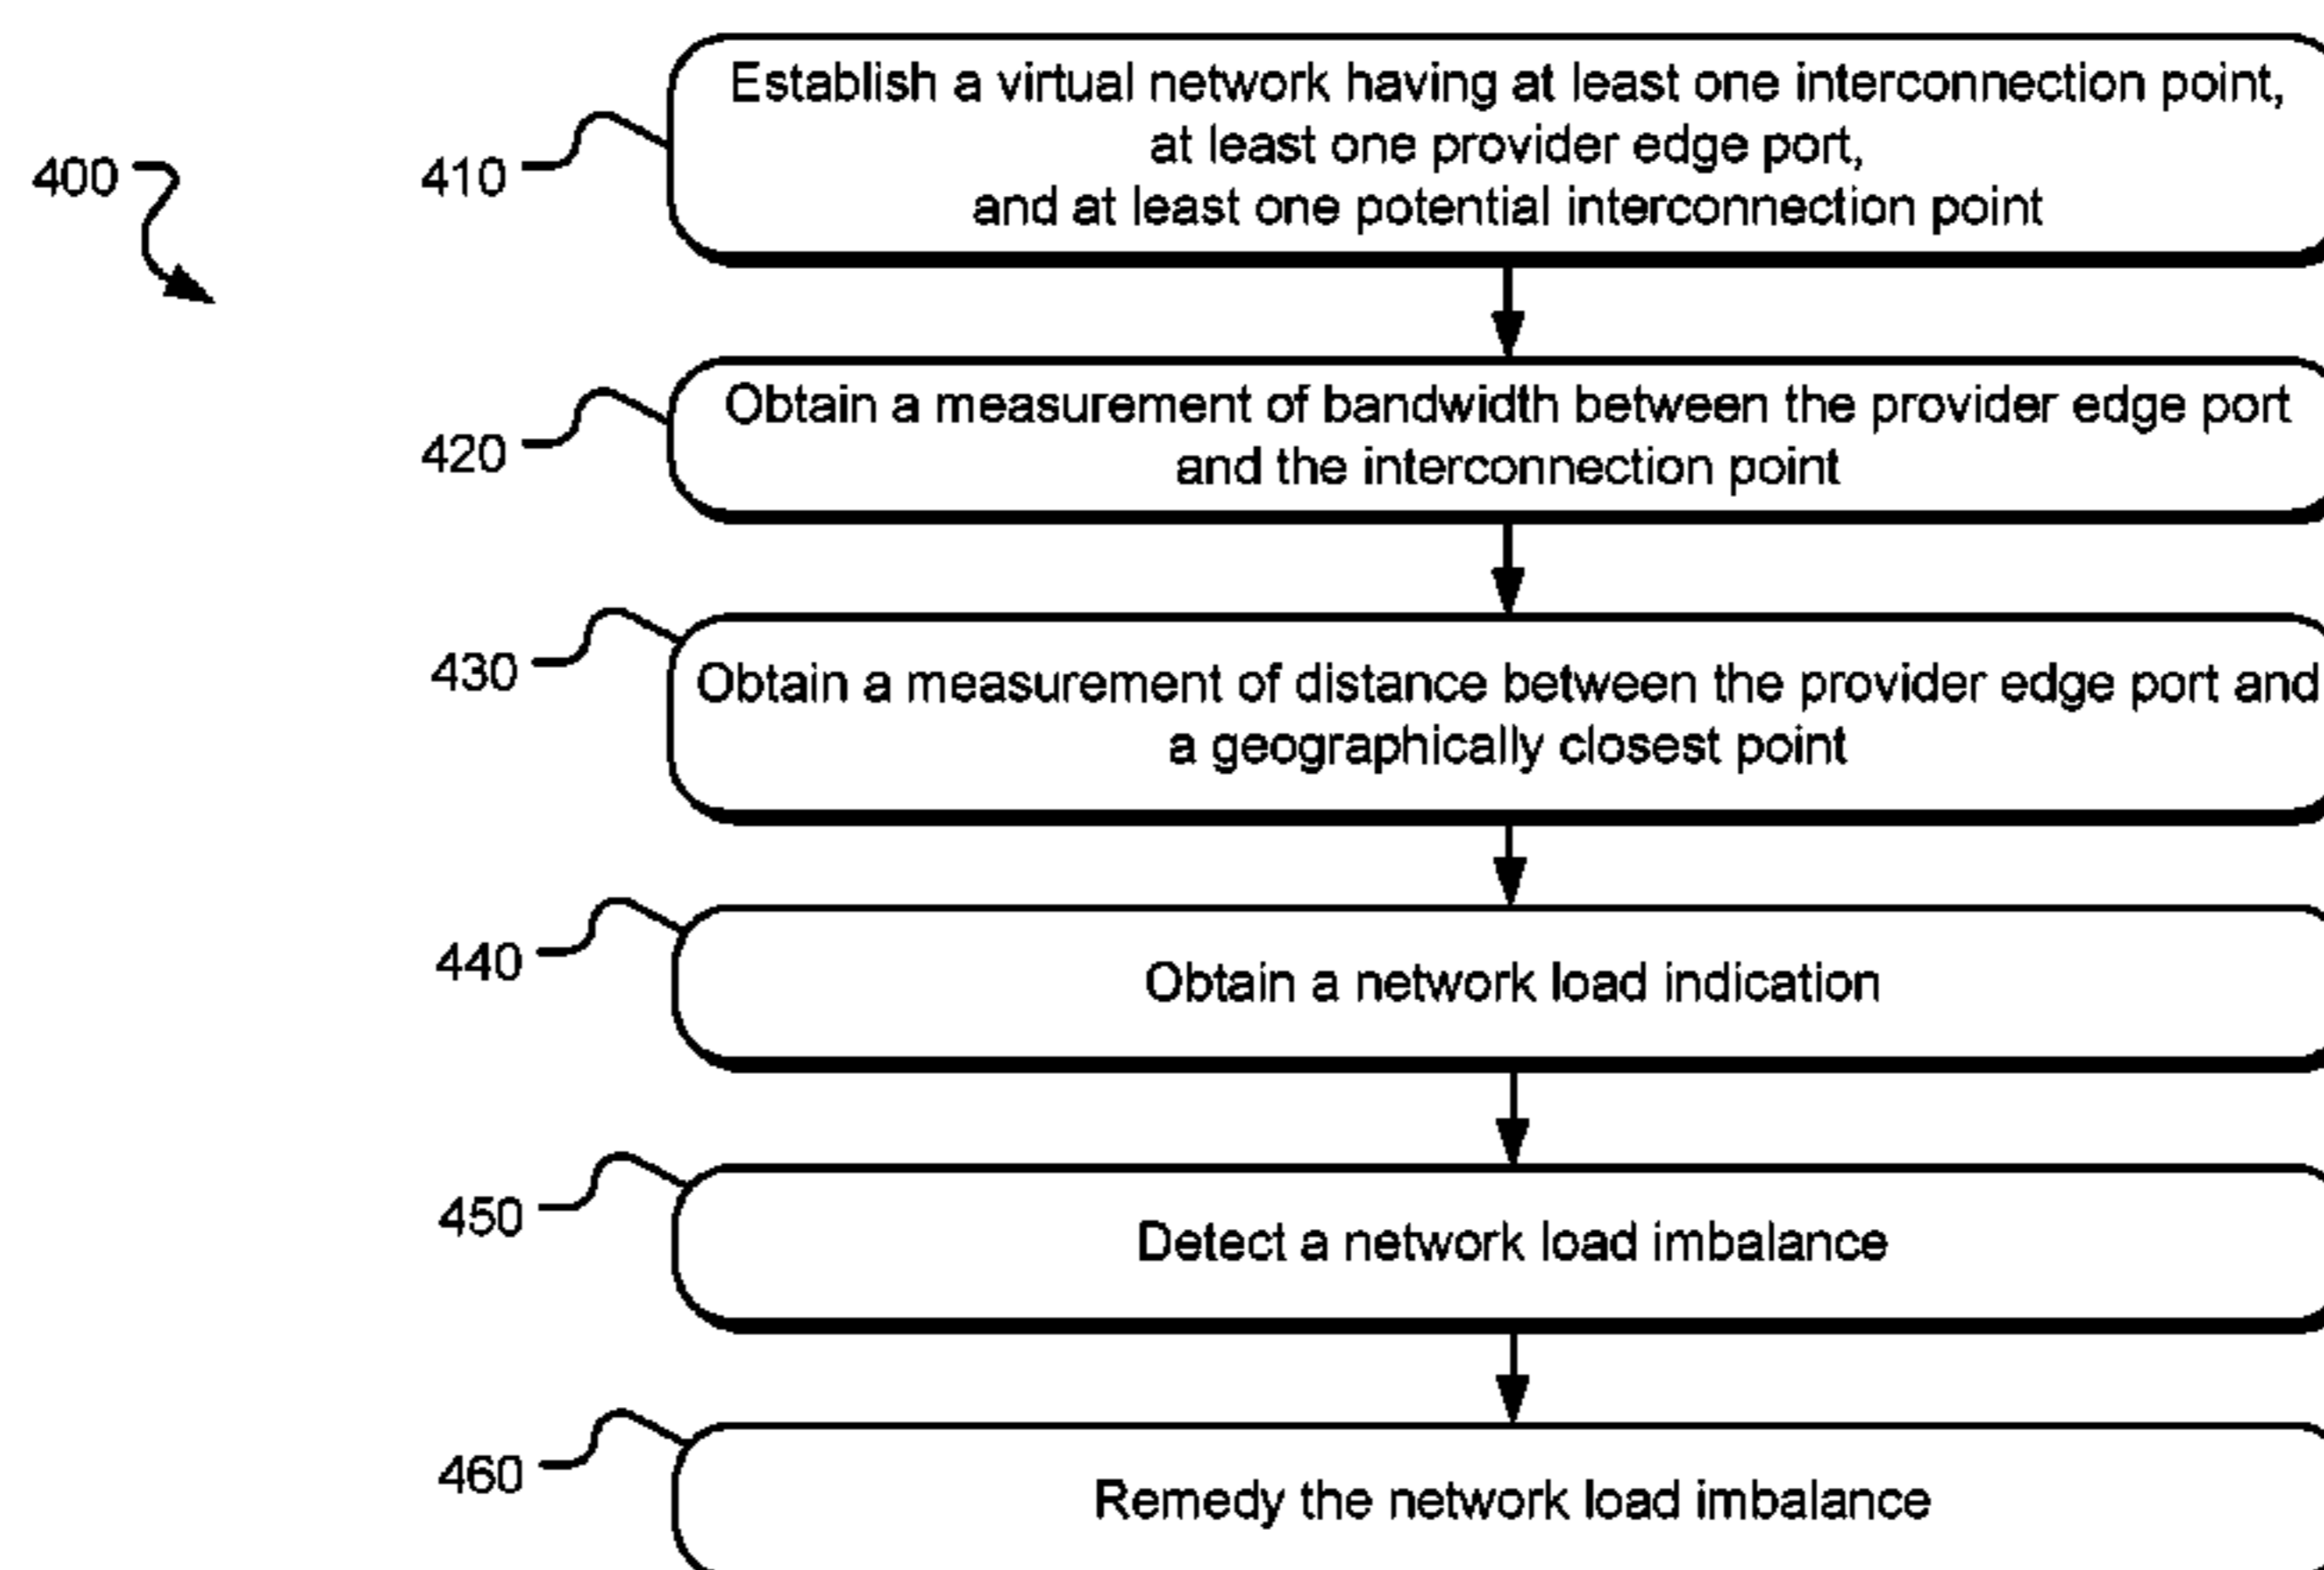 400
410
Establish a virtual network having at least one interconnection point,
at least one provider edge port,
and at least one potential interconnection point
420
Obtain a measurement of bandwidth between the provider edge port
and the interconnection point
430
Obtain a measurement of distance between the provider edge port and
a geographically closest point
440
Obtain a network load indication
450
Detect a network load imbalance
460
Remedy the network load imbalance